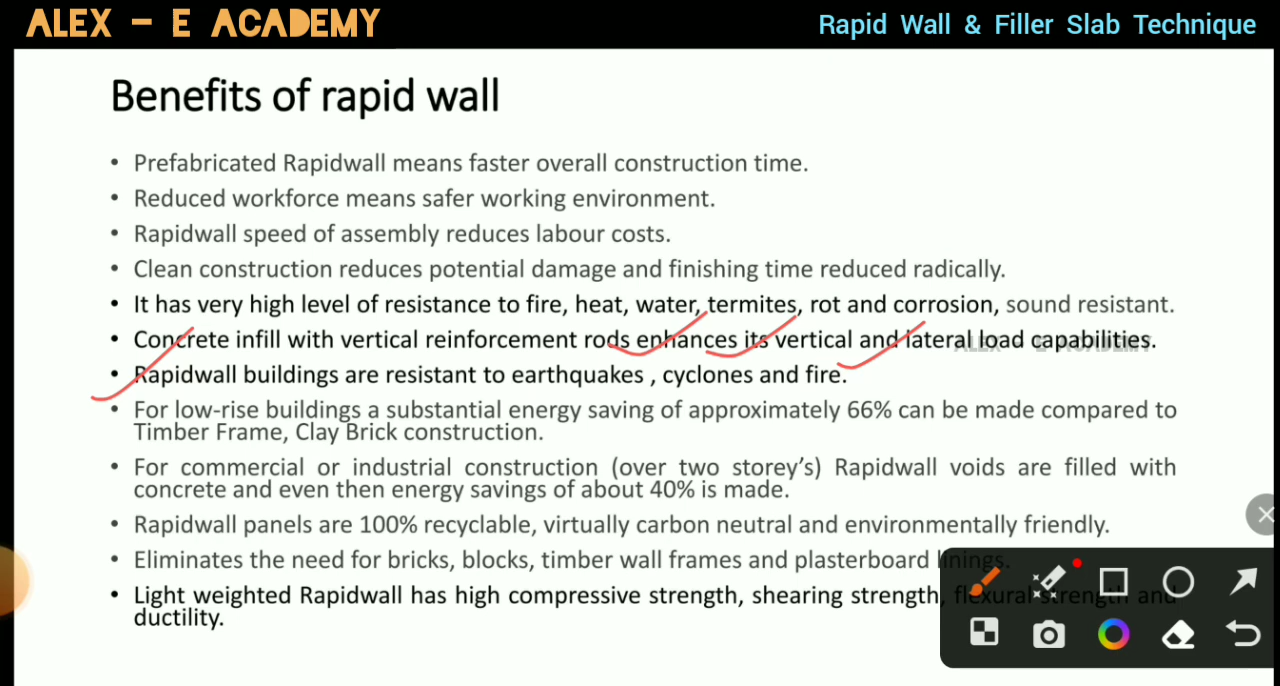 ALEX – E ACADEMY
Rapid Wall & Filler Slab Technique
Benefits of rapid wall
• Prefabricated Rapidwall means faster overall construction time.
• Reduced workforce means safer working environment.
• Rapidwall speed of assembly reduces labour costs.
• Clean construction reduces potential damage and finishing time reduced radically.
• It has very high level of resistance to fire, heat, water, termites, rot and corrosion, sound resistant.
• Concrete infill with vertical reinforcement rods enhances its vertical and lateral load capabilities.
ALEX – E ACADEMY
• Rapidwall buildings are resistant to earthquakes , cyclones and fire.
• For low-rise buildings a substantial energy saving of approximately 66% can be made compared to
Timber Frame, Clay Brick construction.
• For commercial or industrial construction (over two storey's) Rapidwall voids are filled with
concrete and even then energy savings of about 40% is made.
• Rapidwall panels are 100% recyclable, virtually carbon neutral and environmentally friendly.
• Eliminates the need for bricks, blocks, timber wall frames and plasterboard linings.
• Light weighted Rapidwall has high compressive strength, shearing strength, flexural strength and
ductility.